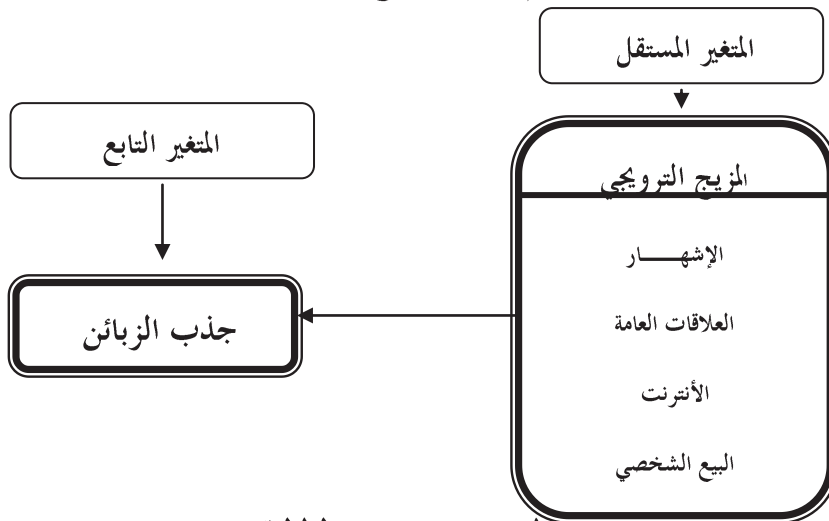 المتغير المستقل
المتغير التابع
المزيج الترويجي
الإشهـــــار
العلاقات العامة
الأنترنت
البيع الشخصي
جذب الزبائن